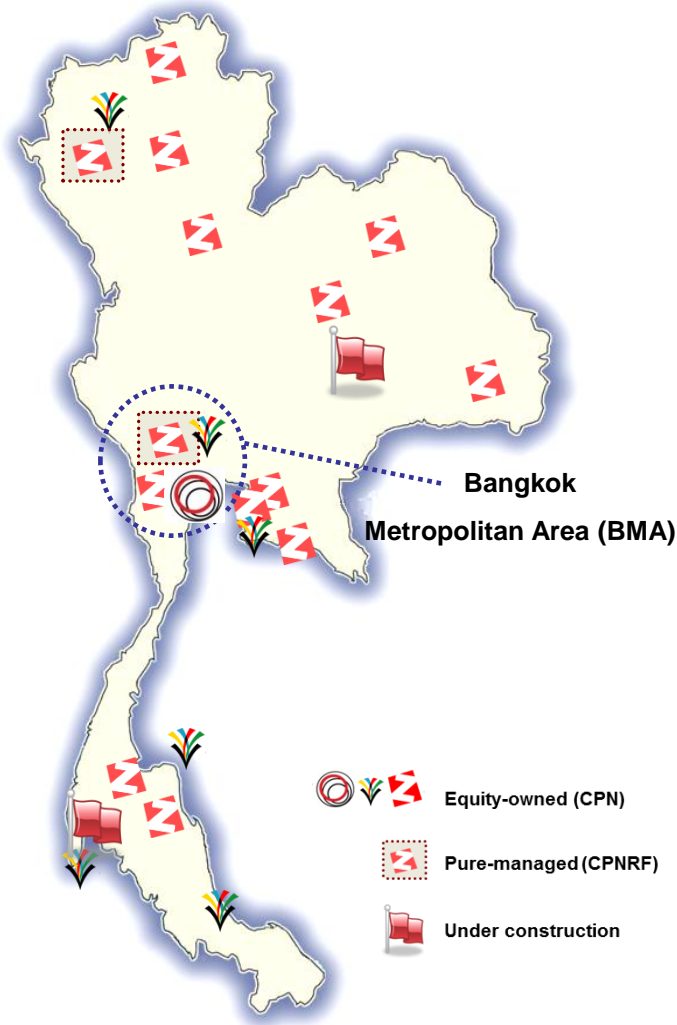 Bangkok
Metropolitan Area (BMA)
Equity-owned (CPN)
Pure-managed (CPNRF)
Under construction